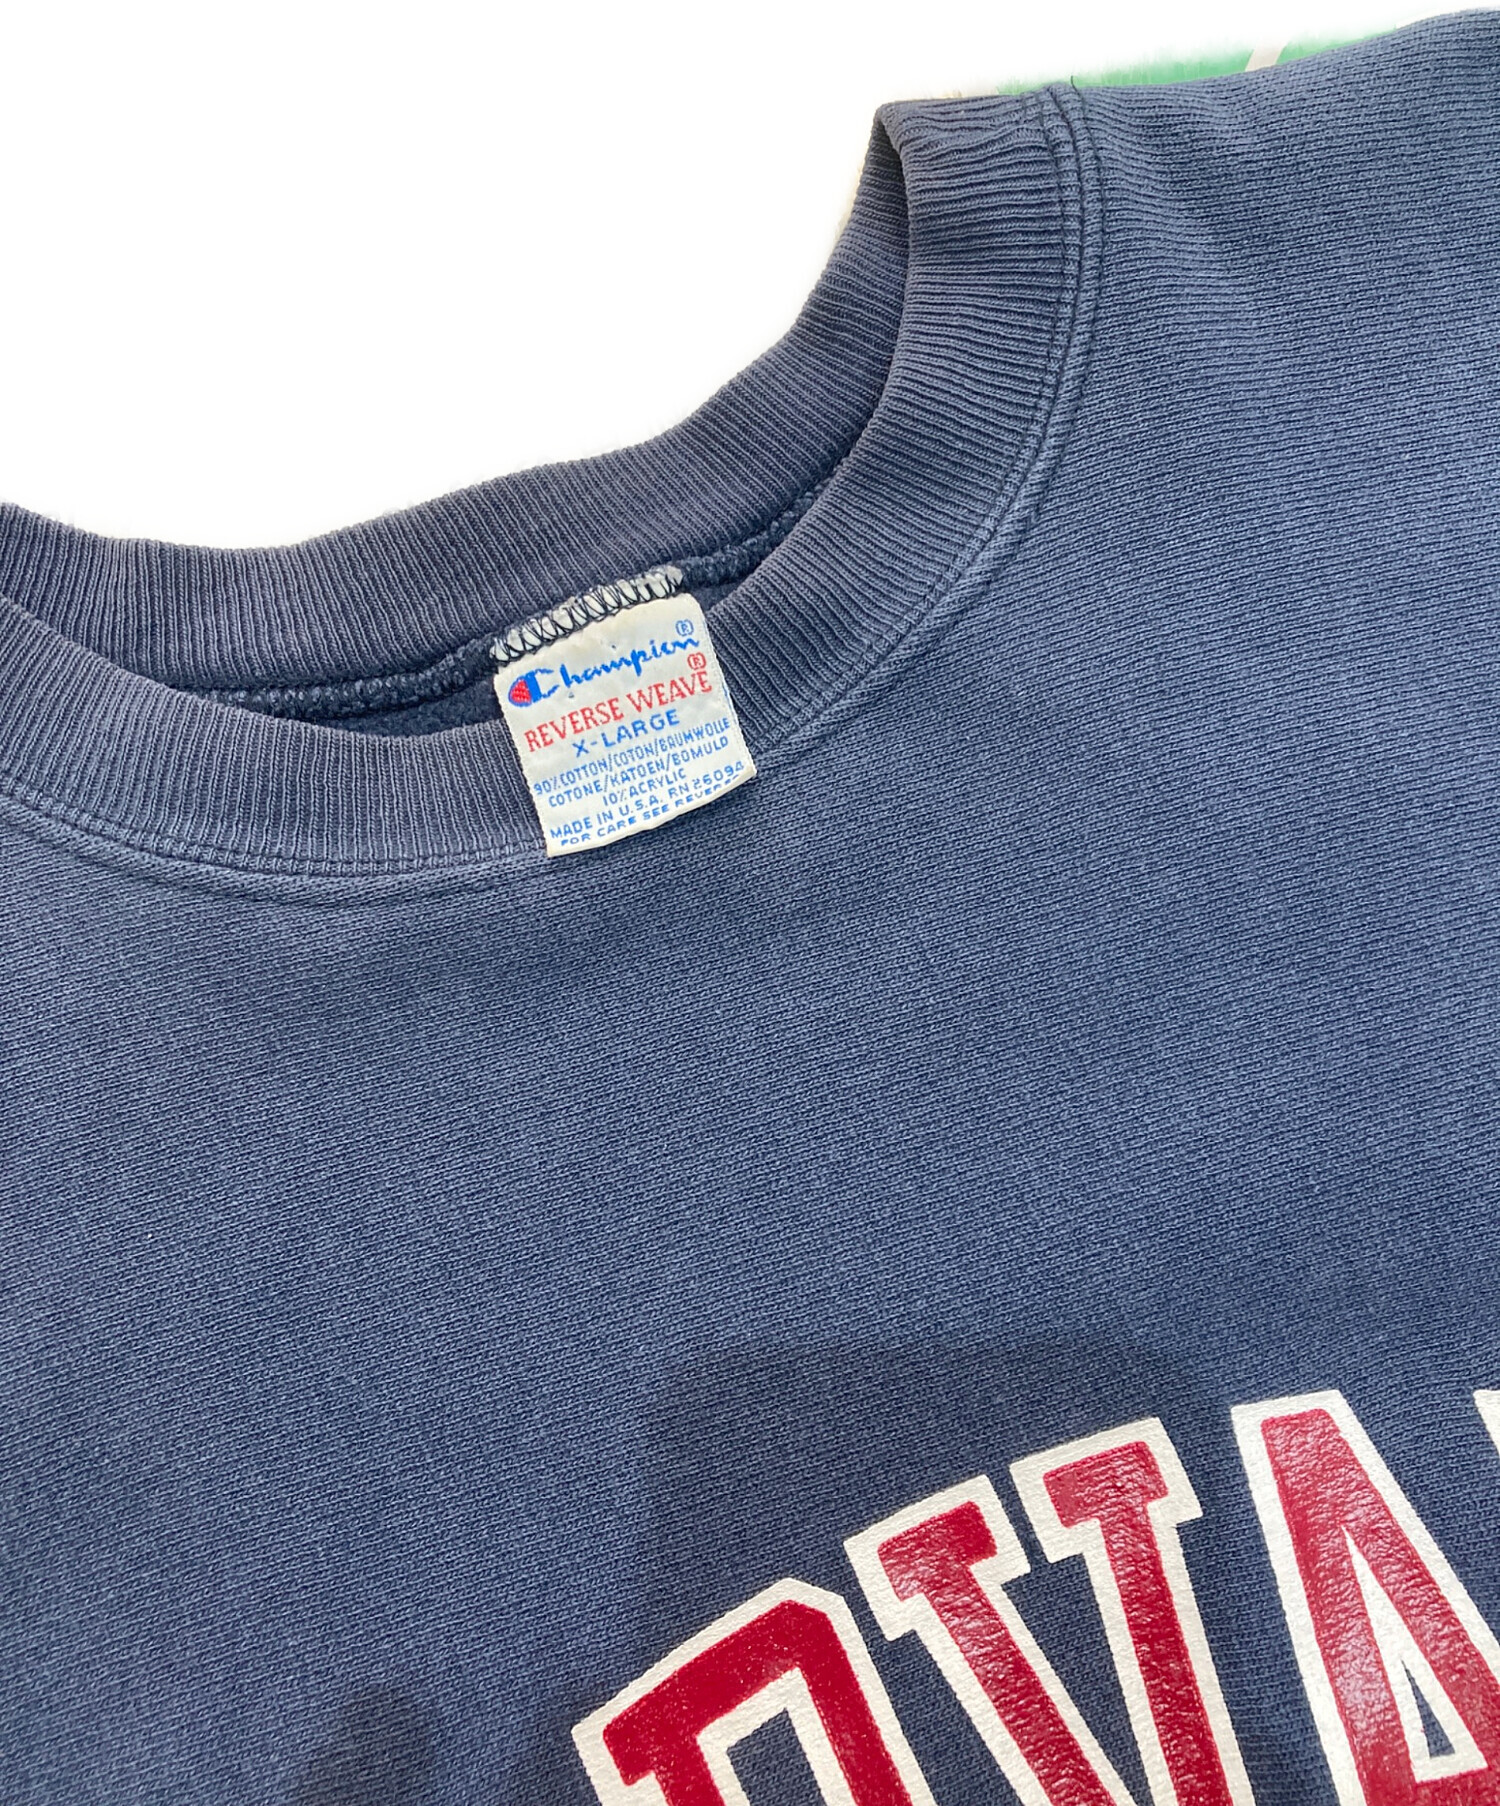 Champion®
REVERSE WEAVE®
X-LARGE
90% COTTON/COTON/BAUMWOLLE
COTONE/KATOEN/BOMULD
10% ACRYLIC
MADE IN U.S.A. RN 26094
FOR CARE SEE REVERSE
OVA